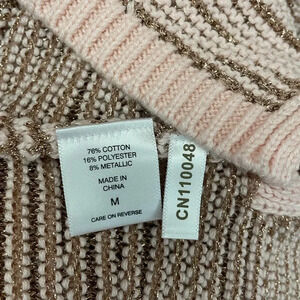 76% COTTON
16% POLYESTER
8% METALLIC
MADE IN
CHINA
M
CARE ON REVERSE
CN110048